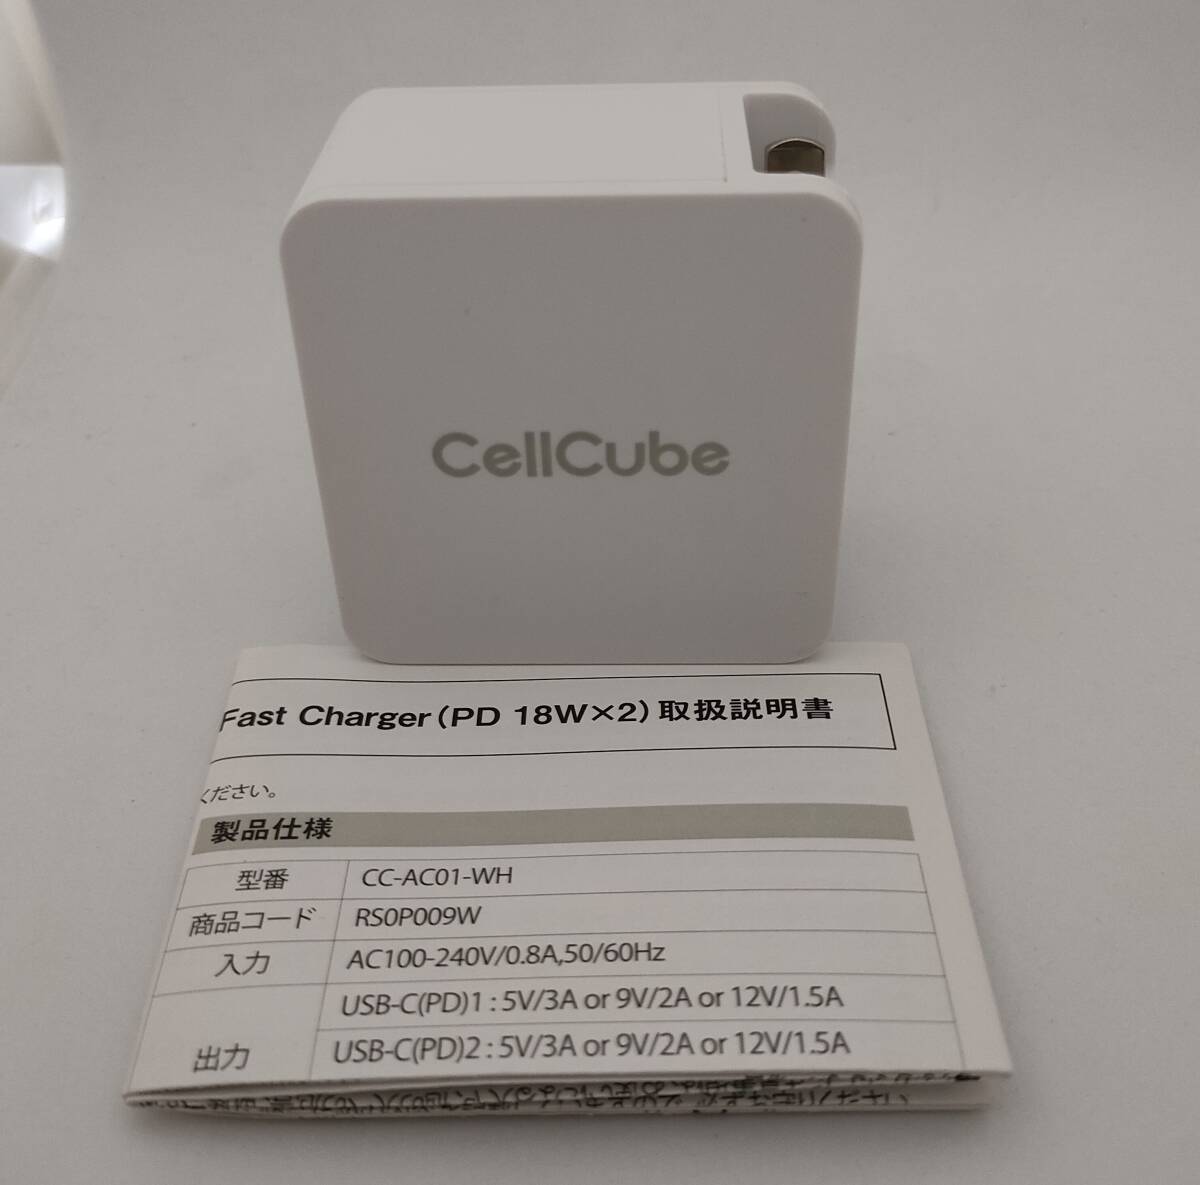 CellCube
Fast Charger(PD 18W×2)取扱説明書
ください。
製品仕様
型番 CC-AC01-WH
商品コード RS0P009W
入力 AC100-240V/0.8A,50/60Hz
出力 USB-C(PD)1 : 5V/3A or 9V/2A or 12V/1.5A
USB-C(PD)2 : 5V/3A or 9V/2A or 12V/1.5A